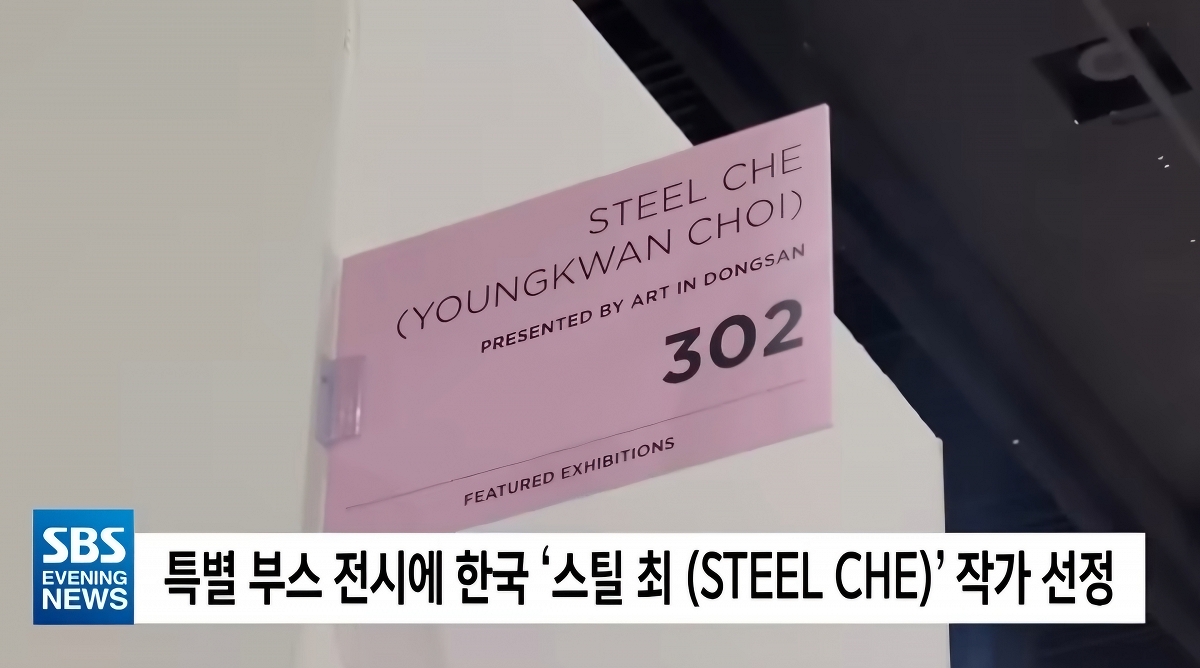 STEEL CHE
(YOUNGKWAN CHOI)
PRESENTED BY ART IN DONGSAN
302
FEATURED EXHIBITIONS
SBS
EVENING
NEWS
특별 부스 전시에 한국 ‘스틸 최 (STEEL CHE)’ 작가 선정